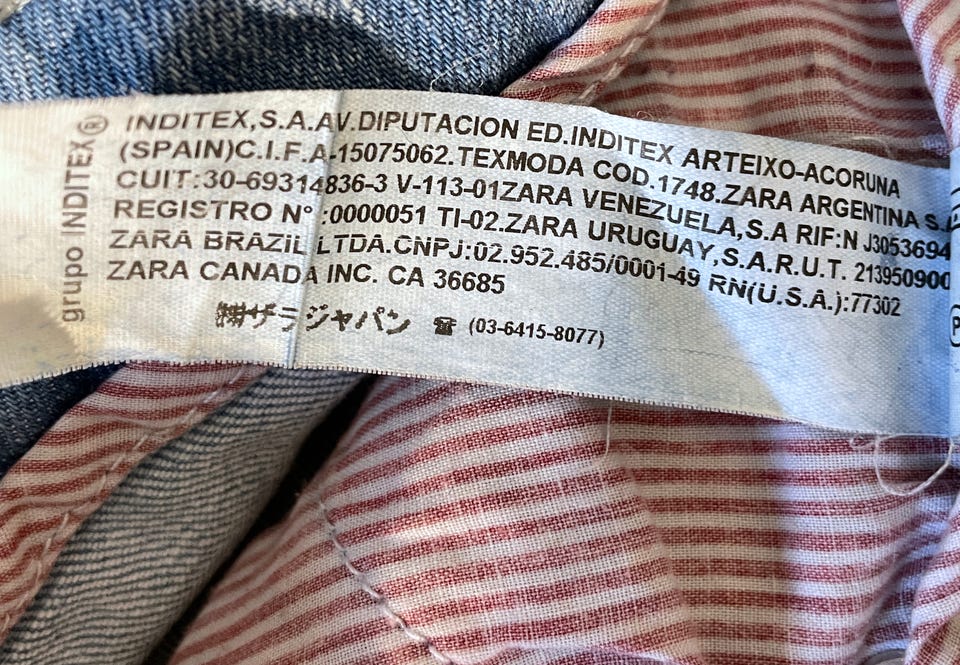 grupo INDITEX®
INDITEX,S.A.AV.DIPUTACION ED.INDITEX ARTEIXO-ACORUNA
(SPAIN)C.I.F.A-15075062.TEXMODA COD.1748.ZARA ARGENTINA S.
CUIT:30-69314836-3 V-113-01ZARA VENEZUELA,S.A RIF:N J3053694
REGISTRO N° :0000051 TI-02.ZARA URUGUAY,S.A.R.U.T. 213950900
ZARA BRAZIL LTDA.CNPJ:02.952.485/0001-49 RN(U.S.A.):77302
ZARA CANADA INC. CA 36685
㈱ザラジャパン ☎ (03-6415-8077)